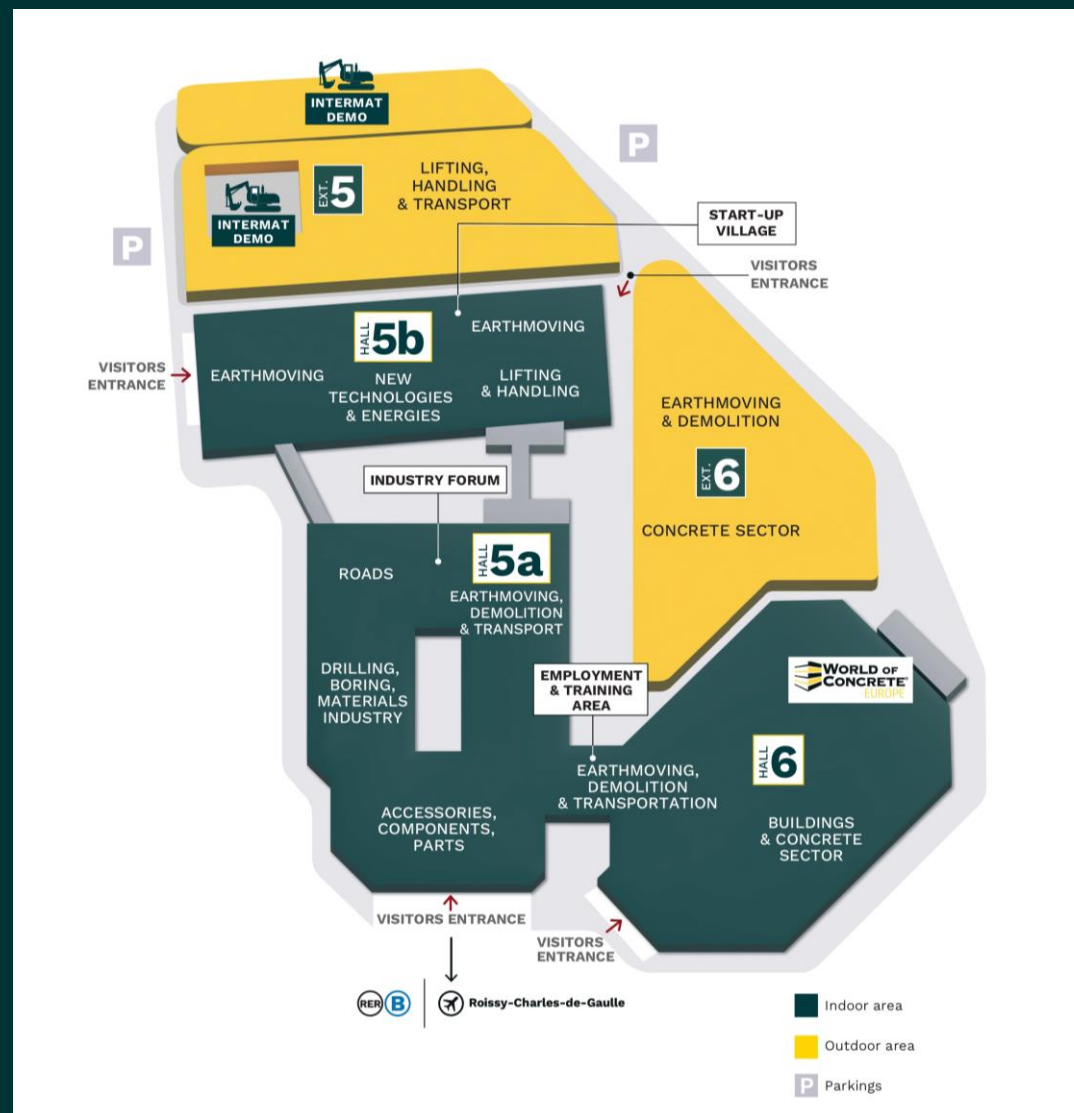 INTERMAT
DEMO
P
LIFTING,
HANDLING
& TRANSPORT
EXT. 5
INTERMAT
DEMO
P
START-UP
VILLAGE
VISITORS
ENTRANCE
HALL 5b
EARTHMOVING
VISITORS
ENTRANCE
EARTHMOVING
NEW
TECHNOLOGIES
& ENERGIES
LIFTING
& HANDLING
EARTHMOVING
& DEMOLITION
EXT. 6
CONCRETE SECTOR
INDUSTRY FORUM
HALL 5a
ROADS
EARTHMOVING,
DEMOLITION
& TRANSPORT
DRILLING,
BORING,
MATERIALS
INDUSTRY
EMPLOYMENT
& TRAINING
AREA
WORLD OF
CONCRETE®
EUROPE
HALL 6
EARTHMOVING,
DEMOLITION
& TRANSPORTATION
ACCESSORIES,
COMPONENTS,
PARTS
BUILDINGS
& CONCRETE
SECTOR
VISITORS ENTRANCE
VISITORS
ENTRANCE
RER B
Roissy-Charles-de-Gaulle
Indoor area
Outdoor area
P Parkings